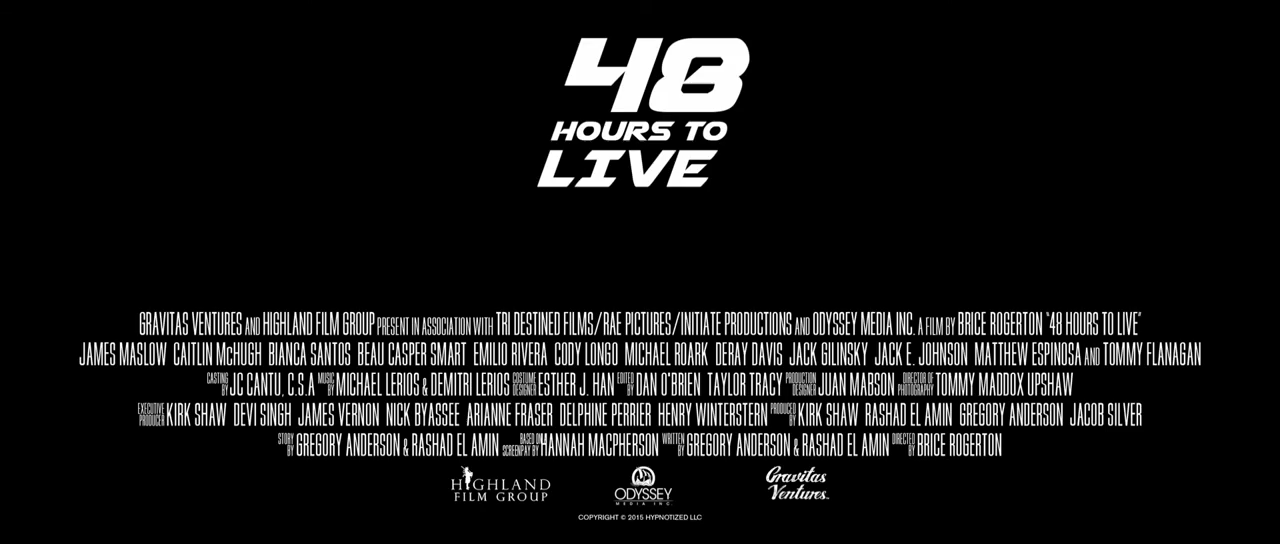 48
HOURS TO
LIVE
GRAVITAS VENTURES AND HIGHLAND FILM GROUP PRESENT IN ASSOCIATION WITH TRI DESTINED FILMS/RAE PICTURES/INITIATE PRODUCTIONS AND ODYSSEY MEDIA INC. A FILM BY BRICE ROGERTON "48 HOURS TO LIVE"
JAMES MASLOW CAITLIN McHUGH BIANCA SANTOS BEAU CASPER SMART EMILIO RIVERA CODY LONGO MICHAEL ROARK DERAY DAVIS JACK GILINSKY JACK E. JOHNSON MATTHEW ESPINOSA AND TOMMY FLANAGAN
CASTING BY JC CANTU, C.S.A MUSIC BY MICHAEL LERIOS & DEMITRI LERIOS COSTUME DESIGNER ESTHER J. HAN EDITED BY DAN O'BRIEN TAYLOR TRACY PRODUCTION DESIGNER JUAN MABSON DIRECTOR OF PHOTOGRAPHY TOMMY MADDOX UPSHAW
EXECUTIVE PRODUCER KIRK SHAW DEVI SINGH JAMES VERNON NICK BYASSEE ARIANNE FRASER DELPHINE PERRIER HENRY WINTERSTERN PRODUCED BY KIRK SHAW RASHAD EL AMIN GREGORY ANDERSON JACOB SILVER
STORY BY GREGORY ANDERSON & RASHAD EL AMIN BASED ON SCREENPAY BY HANNAH MACPHERSON WRITTEN BY GREGORY ANDERSON & RASHAD EL AMIN DIRECTED BY BRICE ROGERTON
HIGHLAND
FILM GROUP
ODYSSEY
MEDIA INC.
Gravitas
Ventures™
COPYRIGHT © 2015 HYPNOTIZED LLC